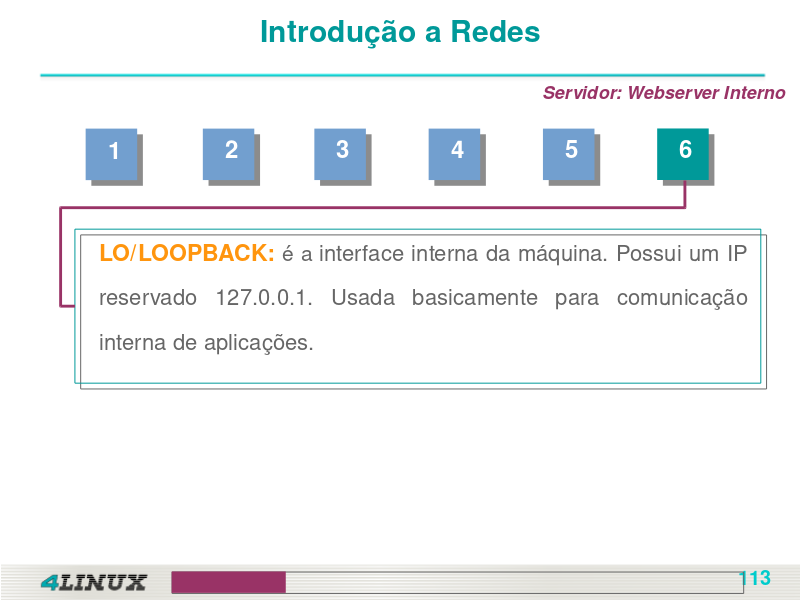 Introdução a Redes
Servidor: Webserver Interno
1 2 3 4 5 6
LO/LOOPBACK: é a interface interna da máquina. Possui um IP
reservado 127.0.0.1. Usada basicamente para comunicação
interna de aplicações.
4LINUX
113